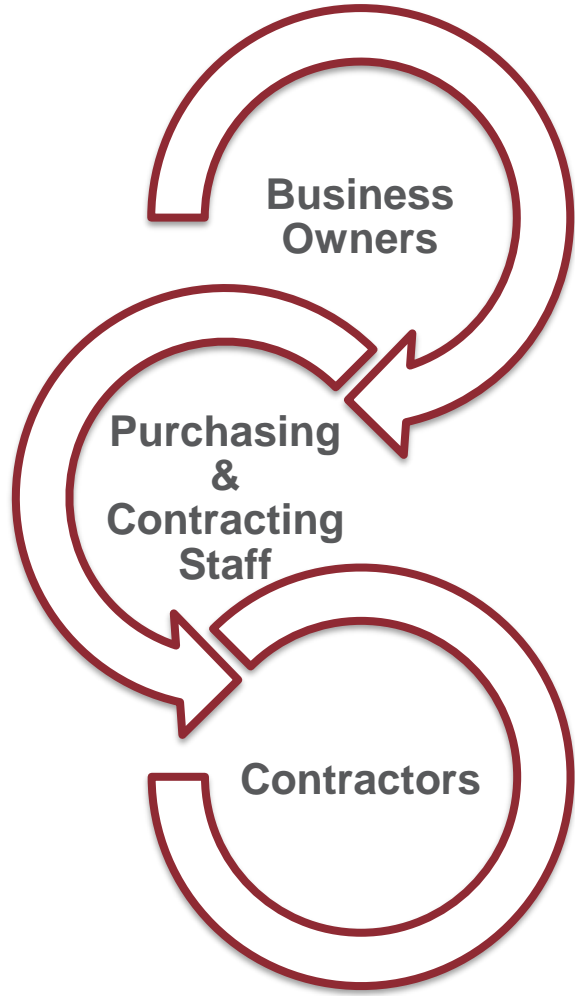 Business
Owners
Purchasing
&
Contracting
Staff
Contractors